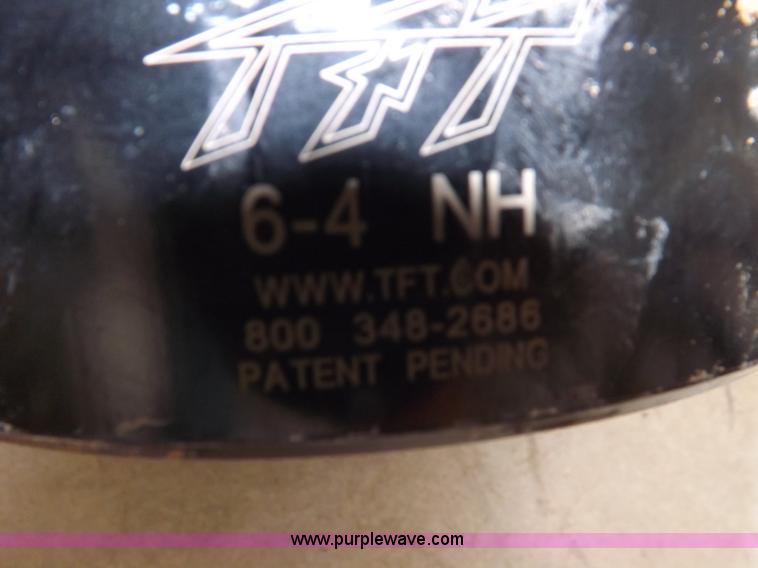 TFT
6-4 NH
WWW.TFT.COM
800 348-2686
PATENT PENDING
www.purplewave.com